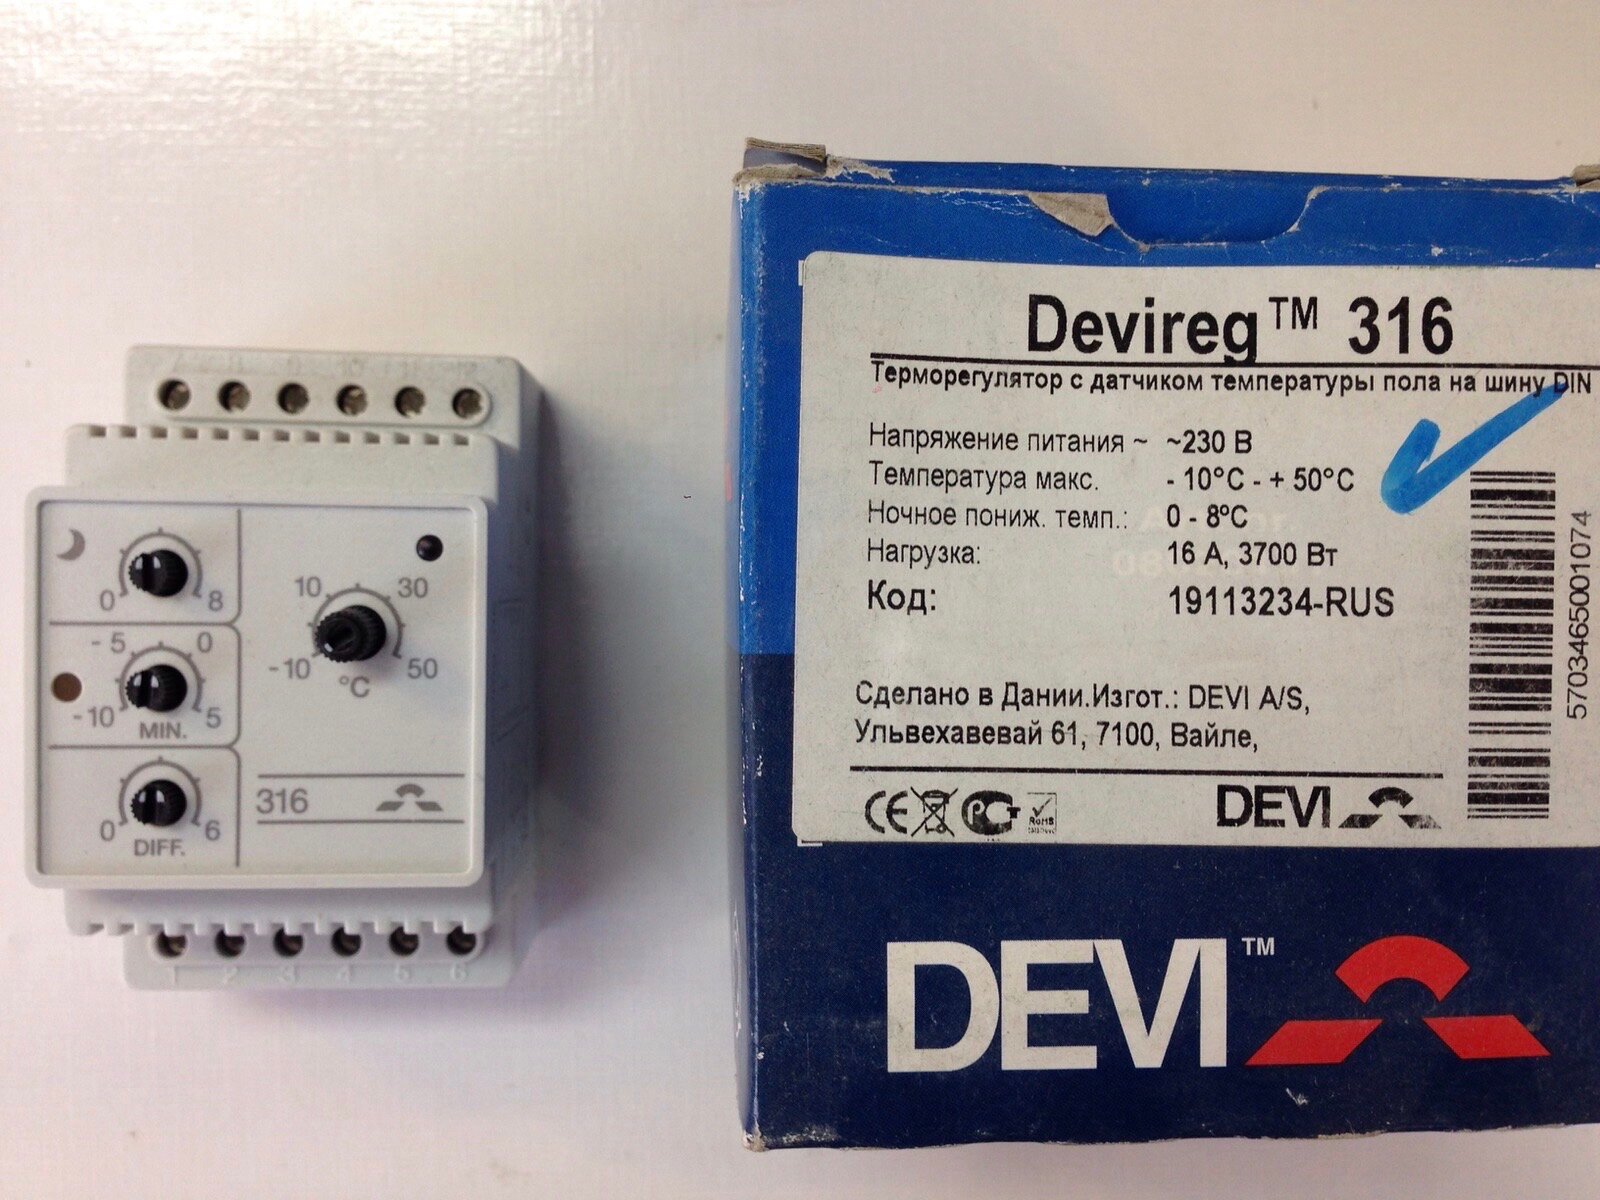 0 8
-5 0
-10 5
MIN.
0 6
DIFF.
10 30
-10 50
°C
316
1 2 3 4 5 6
Devireg™ 316
Терморегулятор с датчиком температуры пола на шину DIN
Напряжение питания ~ ~230 В
Температура макс. - 10°C - + 50°C
Ночное пониж. темп.: 0 - 8ºC
Нагрузка: 16 А, 3700 Вт
Код: 19113234-RUS
Сделано в Дании.Изгот.: DEVI A/S,
Ульвехавевай 61, 7100, Вайле,
CE PCT RoHS
DEVI
5703465001074
DEVI™